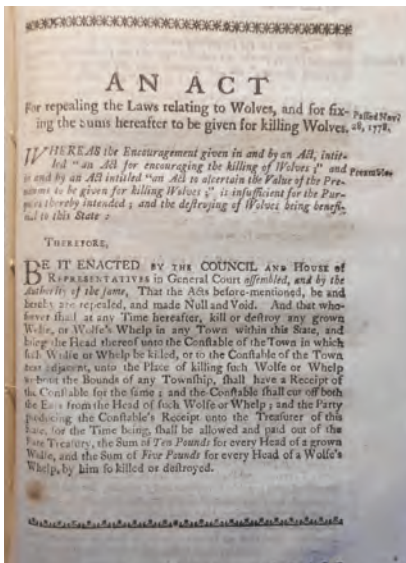 AN ACT
For repealing the Laws relating to Wolves, and for fix-
ing the Sums hereafter to be given for killing Wolves.
Passed Nov.
28, 1778.
WHEREAS the Encouragement given in and by an Act, intit-
led "an Act for encouraging the killing of Wolves;" and
Preamble.
in and by an Act intitled "an Act to ascertain the Value of the Pre-
miums to be given for killing Wolves;" is insufficient for the Pur-
poses thereby intended; and the destroying of Wolves being benefi-
cial to this State:
THEREFORE,
BE IT ENACTED BY THE COUNCIL AND HOUSE of
REPRESENTATIVES in General Court assembled, and by the
Authority of the same, That the Acts before-mentioned, be and
hereby are repealed, and made Null and Void. And that who-
soever shall at any Time hereafter, kill or destroy any grown
Wolfe, or Wolfe's Whelp in any Town within this State, and
bring the Head thereof unto the Constable of the Town in which
such Wolfe or Whelp be killed, or to the Constable of the Town
next adjacent, unto the Place of killing such Wolfe or Whelp
without the Bounds of any Township, shall have a Receipt of
the Constable for the same; and the Constable shall cut off both
the Ears from the Head of such Wolfe or Whelp; and the Party
producing the Constable's Receipt unto the Treasurer of this
State, for the Time being, shall be allowed and paid out of the
State Treasury, the Sum of Ten Pounds for every Head of a grown
Wolfe, and the Sum of Five Pounds for every Head of a Wolfe's
Whelp, by him so killed or destroyed.